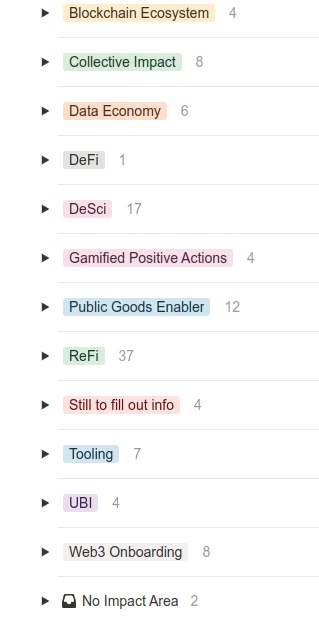 Blockchain Ecosystem 4
Collective Impact 8
Data Economy 6
DeFi 1
DeSci 17
Gamified Positive Actions 4
Public Goods Enabler 12
ReFi 37
Still to fill out info 4
Tooling 7
UBI 4
Web3 Onboarding 8
No Impact Area 2